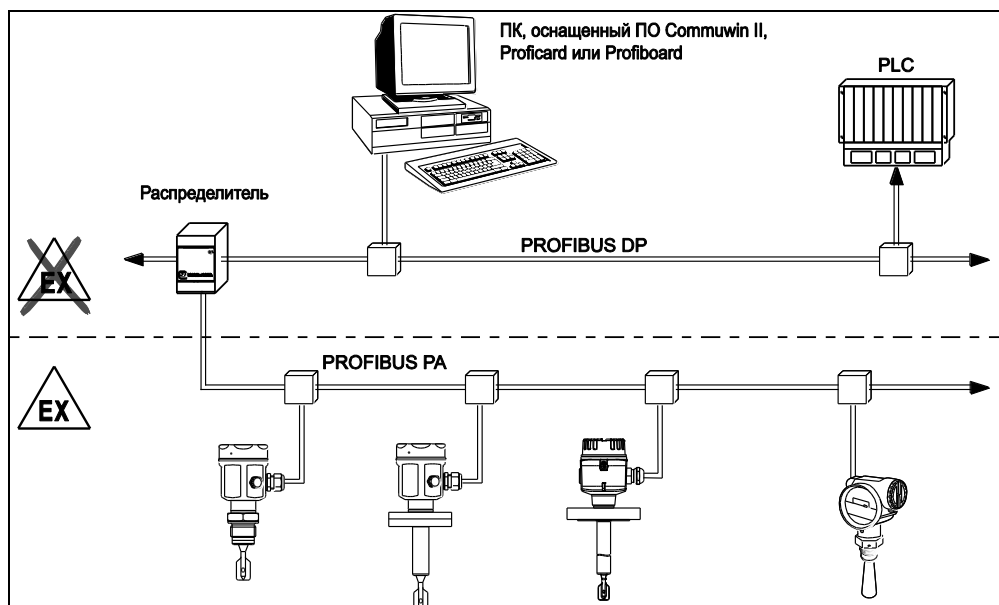 ПК, оснащенный ПО Commuwin II,
Proficard или Profiboard
PLC
Распределитель
PROFIBUS DP
EX
PROFIBUS PA
EX